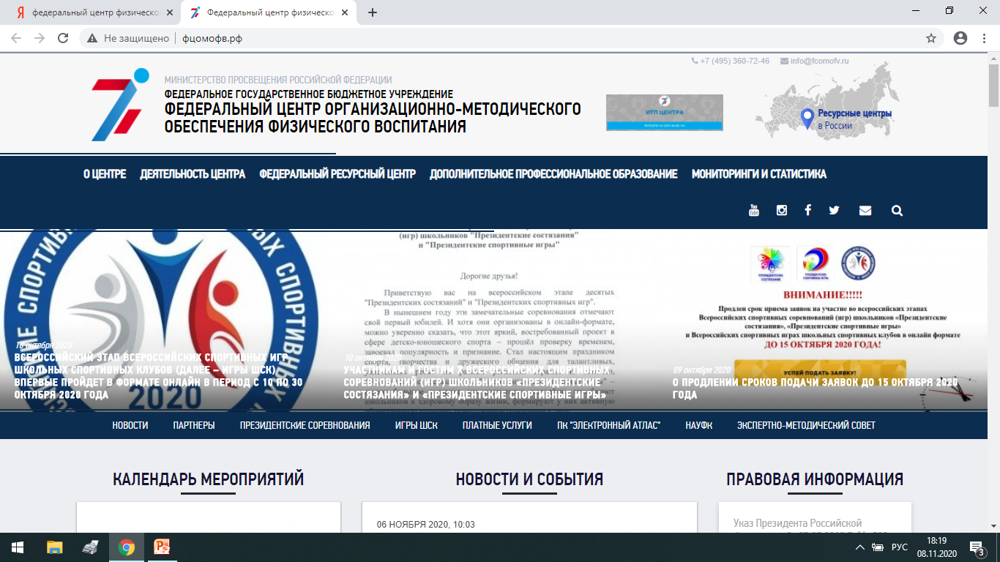 федеральный центр физическо
Федеральный центр физическо
Не защищено
фцомофв.рф
+7 (495) 360-72-46
info@fcomofv.ru
МИНИСТЕРСТВО ПРОСВЕЩЕНИЯ РОССИЙСКОЙ ФЕДЕРАЦИИ
ФЕДЕРАЛЬНОЕ ГОСУДАРСТВЕННОЕ БЮДЖЕТНОЕ УЧРЕЖДЕНИЕ
ФЕДЕРАЛЬНЫЙ ЦЕНТР ОРГАНИЗАЦИОННО-МЕТОДИЧЕСКОГО
ОБЕСПЕЧЕНИЯ ФИЗИЧЕСКОГО ВОСПИТАНИЯ
ИТП ЦЕНТРА
Ресурсные центры
в России
О ЦЕНТРЕ ДЕЯТЕЛЬНОСТЬ ЦЕНТРА ФЕДЕРАЛЬНЫЙ РЕСУРСНЫЙ ЦЕНТР ДОПОЛНИТЕЛЬНОЕ ПРОФЕССИОНАЛЬНОЕ ОБРАЗОВАНИЕ МОНИТОРИНГИ И СТАТИСТИКА
You
2020
16 октября 2020
ВСЕРОССИЙСКИЙ ЭТАП ВСЕРОССИЙСКИХ СПОРТИВНЫХ ИГР
ШКОЛЬНЫХ СПОРТИВНЫХ КЛУБОВ (ДАЛЕЕ – ИГРЫ ШСК)
ВПЕРВЫЕ ПРОЙДЕТ В ФОРМАТЕ ОНЛАЙН В ПЕРИОД С 10 ПО 30
ОКТЯБРЯ 2020 ГОДА
(игр) школьников "Президентские состязания"
и "Президентские спортивные игры"
Дорогие друзья!
Приветствую вас на всероссийском этапе десятых
"Президентских состязаний" и "Президентских спортивных игр".
В нынешнем году эти замечательные соревнования отмечают
свой первый юбилей. И хотя они организованы в онлайн-формате,
можно уверенно сказать, что этот яркий, востребованный проект в
сфере детско-юношеского спорта – прошёл проверку временем,
завоевал популярность и признание. Стал настоящим праздником
спорта, творчества и дружеского общения для талантливых,
10 октября 2020
УЧАСТНИКАМ И ГОСТЯМ X ВСЕРОССИЙСКИХ СПОРТИВНЫХ
СОРЕВНОВАНИЙ (ИГР) ШКОЛЬНИКОВ «ПРЕЗИДЕНТСКИЕ
СОСТЯЗАНИЯ» И «ПРЕЗИДЕНТСКИЕ СПОРТИВНЫЕ ИГРЫ»
школьников к здоровому образу жизни, формируют у них активную
ВНИМАНИЕ!!!!!
Продлен срок приема заявок на участие во всероссийских этапах
Всероссийских спортивных соревнований (игр) школьников «Президентские
состязания», «Президентские спортивные игры»
и Всероссийских спортивных играх школьных спортивных клубов в онлайн формате
ДО 15 ОКТЯБРЯ 2020 ГОДА!
УСПЕЙ ПОДАТЬ ЗАЯВКУ!
09 октября 2020
О ПРОДЛЕНИИ СРОКОВ ПОДАЧИ ЗАЯВОК ДО 15 ОКТЯБРЯ 2020
ГОДА
НОВОСТИ ПАРТНЕРЫ ПРЕЗИДЕНТСКИЕ СОРЕВНОВАНИЯ ИГРЫ ШСК ПЛАТНЫЕ УСЛУГИ ПК "ЭЛЕКТРОННЫЙ АТЛАС" НАУФК ЭКСПЕРТНО-МЕТОДИЧЕСКИЙ СОВЕТ
КАЛЕНДАРЬ МЕРОПРИЯТИЙ
НОВОСТИ И СОБЫТИЯ
06 НОЯБРЯ 2020, 10:03
ПРАВОВАЯ ИНФОРМАЦИЯ
Указ Президента Российской
РУС
18:19
08.11.2020
3